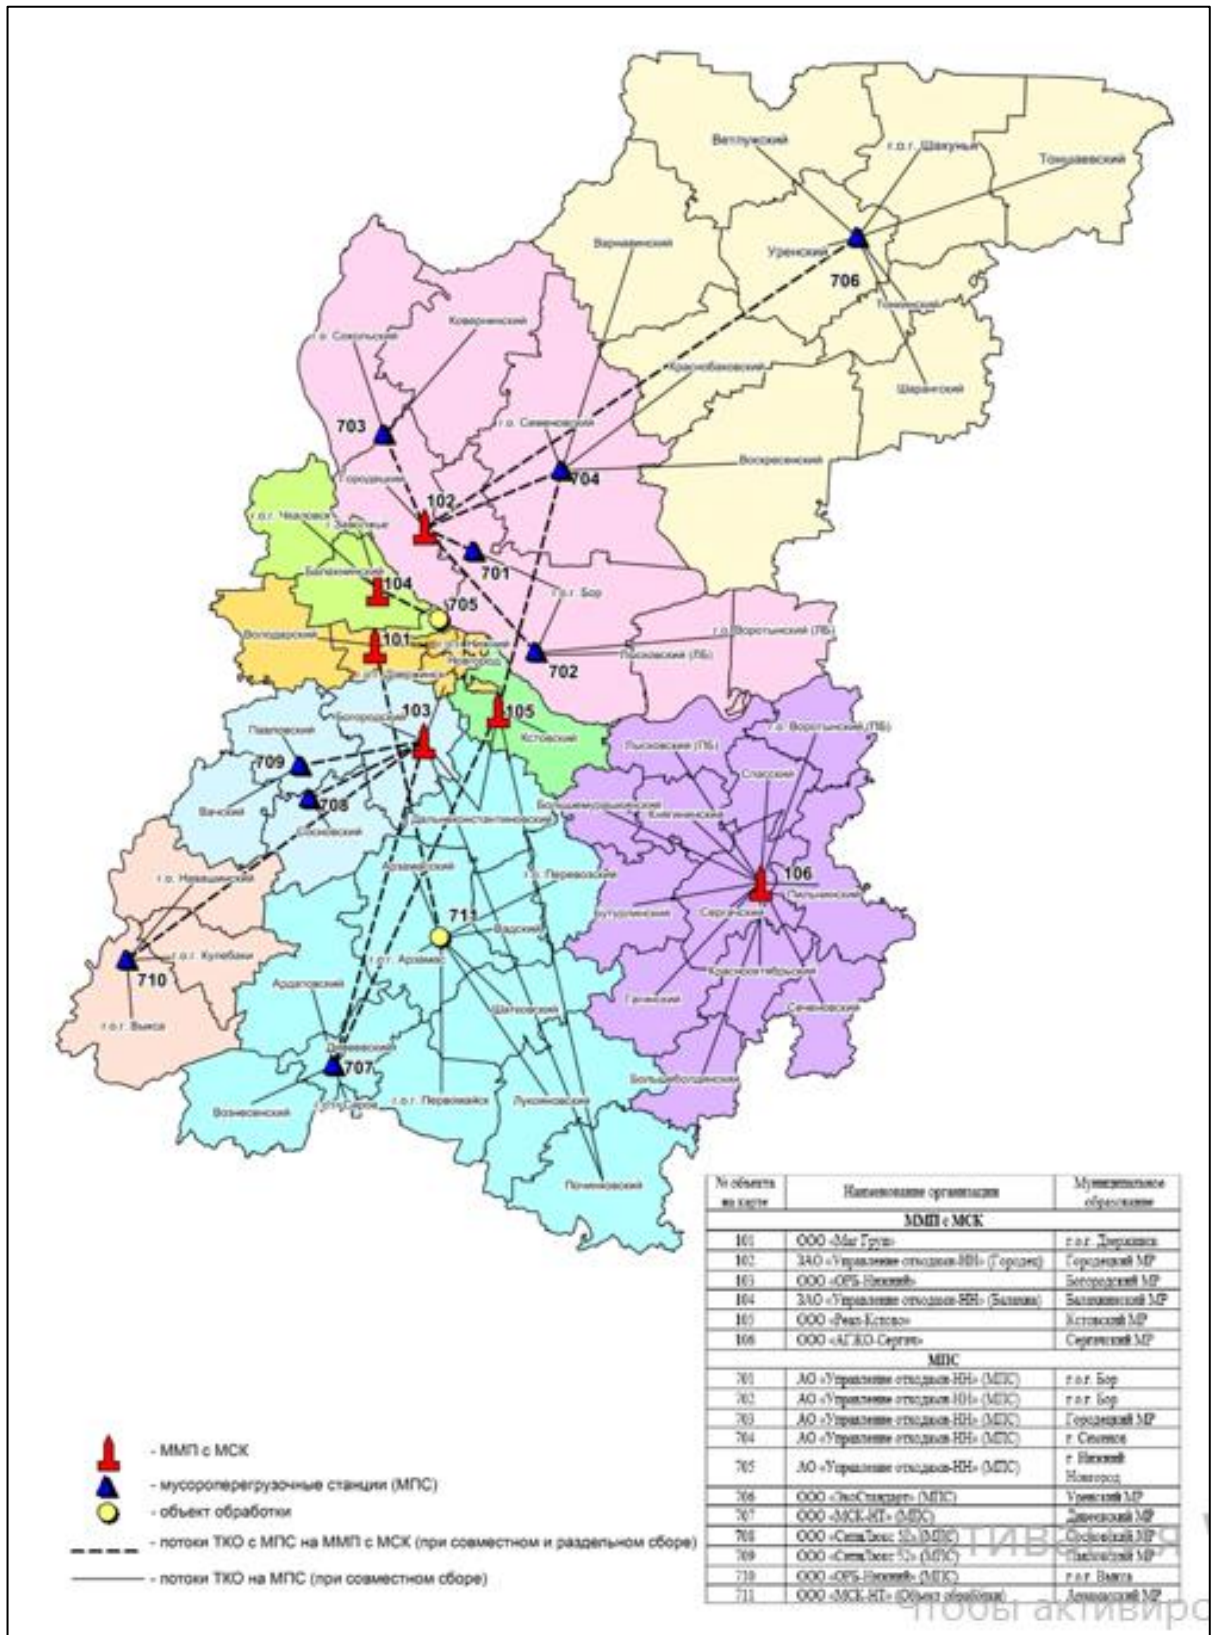 Ветлужский
г.о.г. Шахунья
Тоншаевский
Варнавинский
Уренский
706
Тонкинский
г.о. Сокольский
Ковернинский
Краснобаковский
Шарангский
703
г.о. Семеновский
Воскресенский
704
Городецкий
102
г.о.г. Чкаловск
г. Заволжье
701
Балахнинский
104
г.о.г. Бор
705
Володарский
101
г.о.г. Нижний
Новгород
г.о. Воротынский (ЛБ)
Лысковский (ЛБ)
702
г.о.г. Дзержинск
Богородский
103
105
Павловский
Кстовский
г.о. Воротынский (ПБ)
Лысковский (ПБ)
709
Спасский
708
Вачский
Большемурашкинский
Княгининский
Сосновский
Дальнеконстантиновский
Арзамасский
г.о. Перевозский
106
г.о. Навашинский
Пильнинский
Бутурлинский
Сергачский
711
Вадский
г.о.г. Кулебаки
г.о.г. Арзамас
710
Ардатовский
Краснооктябрьский
Гагинский
Сеченовский
Шатковский
г.о.г. Выкса
Дивеевский
707
Большеболдинский
Вознесенский
г.о.г. Саров
г.о.г. Первомайск
Лукояновский
Починковский
№ объекта на карте Наименование организации Муниципальное образование
ММП с МСК
101 ООО «Маг Груп» г.о.г. Дзержинск
102 ЗАО «Управление отходами-НН» (Городец) Городецкий МР
103 ООО «ОРБ-Нижний» Богородский МР
104 ЗАО «Управление отходами-НН» (Балахна) Балахнинский МР
105 ООО «Реал-Кстово» Кстовский МР
106 ООО «АГЖО-Сергач» Сергачский МР
МПС
701 АО «Управление отходами-НН» (МПС) г.о.г. Бор
702 АО «Управление отходами-НН» (МПС) г.о.г. Бор
703 АО «Управление отходами-НН» (МПС) Городецкий МР
704 АО «Управление отходами-НН» (МПС) г. Семенов
705 АО «Управление отходами-НН» (МПС) г. Нижний Новгород
706 ООО «ЭкоСтандарт» (МПС) Уренский МР
707 ООО «МСК-НТ» (МПС) Дивеевский МР
708 ООО «СитиЛюкс 52» (МПС) Сосновский МР
709 ООО «СитиЛюкс 52» (МПС) Павловский МР
710 ООО «ОРБ-Нижний» (МПС) г.о.г. Выкса
711 ООО «МСК-НТ» (Объект обработки) Арзамасский МР
- ММП с МСК
- мусороперегрузочные станции (МПС)
- объект обработки
- потоки ТКО с МПС на ММП с МСК (при совместном и раздельном сборе)
- потоки ТКО на МПС (при совместном сборе)